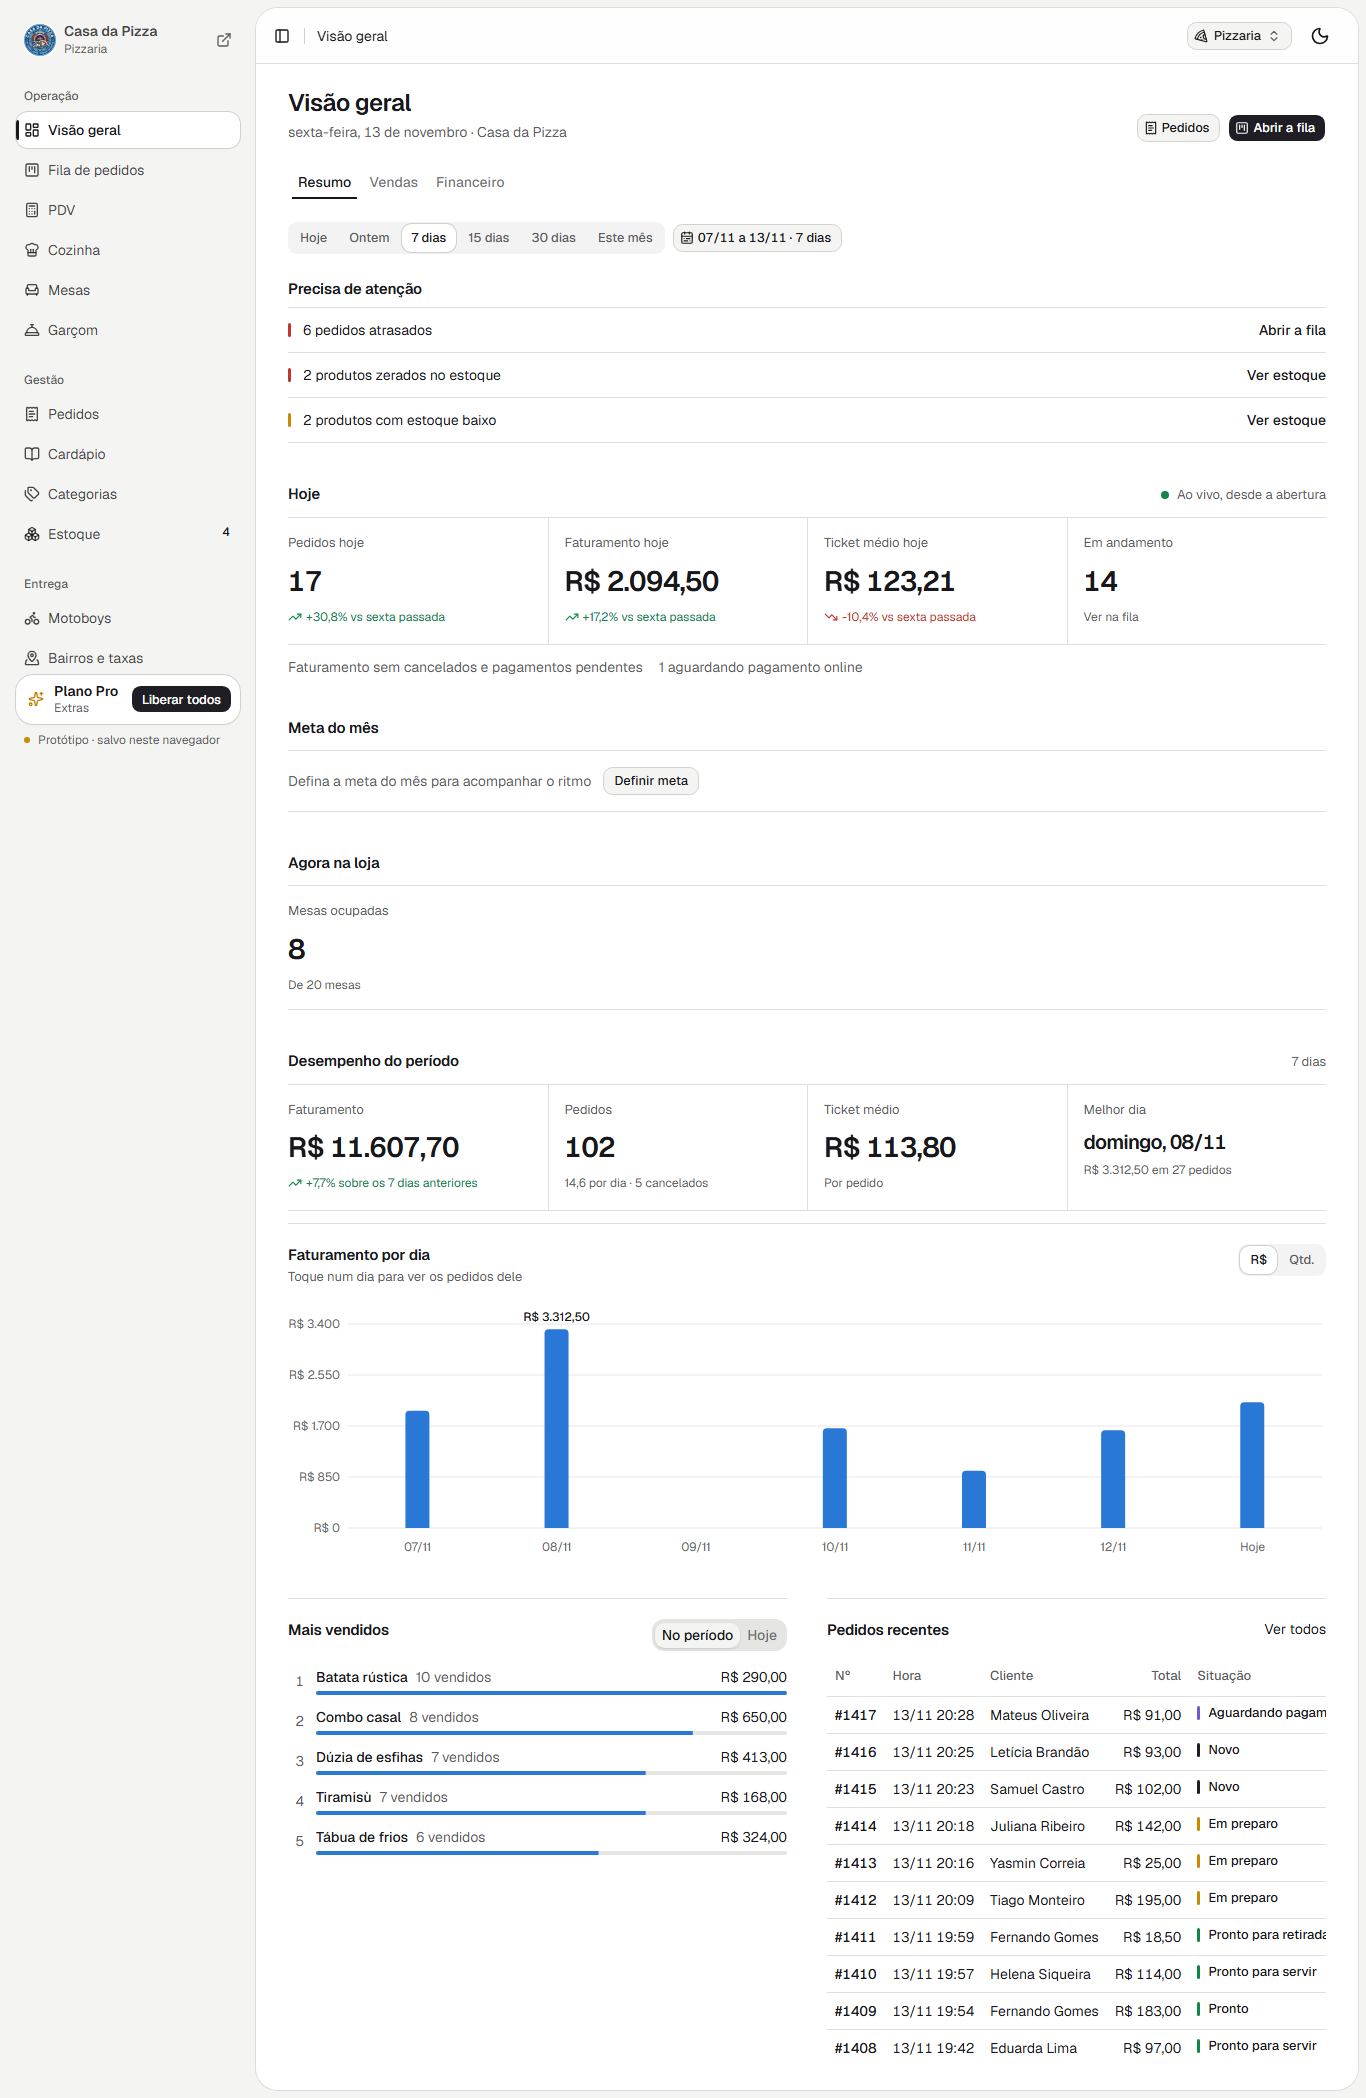 Casa da Pizza
Pizzaria
Operação
Visão geral
Fila de pedidos
PDV
Cozinha
Mesas
Garçom
Gestão
Pedidos
Cardápio
Categorias
Estoque 4
Entrega
Motoboys
Bairros e taxas
Plano Pro
Extras
Liberar todos
Protótipo · salvo neste navegador
Visão geral
Pizzaria
Visão geral
sexta-feira, 13 de novembro · Casa da Pizza
Pedidos
Abrir a fila
Resumo Vendas Financeiro
Hoje Ontem 7 dias 15 dias 30 dias Este mês 07/11 a 13/11 · 7 dias
Precisa de atenção
6 pedidos atrasados Abrir a fila
2 produtos zerados no estoque Ver estoque
2 produtos com estoque baixo Ver estoque
Hoje Ao vivo, desde a abertura
Pedidos hoje
17
+30,8% vs sexta passada
Faturamento hoje
R$ 2.094,50
+17,2% vs sexta passada
Ticket médio hoje
R$ 123,21
-10,4% vs sexta passada
Em andamento
14
Ver na fila
Faturamento sem cancelados e pagamentos pendentes 1 aguardando pagamento online
Meta do mês
Defina a meta do mês para acompanhar o ritmo Definir meta
Agora na loja
Mesas ocupadas
8
De 20 mesas
Desempenho do período 7 dias
Faturamento
R$ 11.607,70
+7,7% sobre os 7 dias anteriores
Pedidos
102
14,6 por dia · 5 cancelados
Ticket médio
R$ 113,80
Por pedido
Melhor dia
domingo, 08/11
R$ 3.312,50 em 27 pedidos
Faturamento por dia
Toque num dia para ver os pedidos dele
R$ Qtd.
R$ 3.312,50
R$ 3.400
R$ 2.550
R$ 1.700
R$ 850
R$ 0
07/11 08/11 09/11 10/11 11/11 12/11 Hoje
Mais vendidos
No período Hoje
1 Batata rústica 10 vendidos R$ 290,00
2 Combo casal 8 vendidos R$ 650,00
3 Dúzia de esfihas 7 vendidos R$ 413,00
4 Tiramisù 7 vendidos R$ 168,00
5 Tábua de frios 6 vendidos R$ 324,00
Pedidos recentes Ver todos
Nº Hora Cliente Total Situação
#1417 13/11 20:28 Mateus Oliveira R$ 91,00 Aguardando pagam
#1416 13/11 20:25 Letícia Brandão R$ 93,00 Novo
#1415 13/11 20:23 Samuel Castro R$ 102,00 Novo
#1414 13/11 20:18 Juliana Ribeiro R$ 142,00 Em preparo
#1413 13/11 20:16 Yasmin Correia R$ 25,00 Em preparo
#1412 13/11 20:09 Tiago Monteiro R$ 195,00 Em preparo
#1411 13/11 19:59 Fernando Gomes R$ 18,50 Pronto para retirada
#1410 13/11 19:57 Helena Siqueira R$ 114,00 Pronto para servir
#1409 13/11 19:54 Fernando Gomes R$ 183,00 Pronto
#1408 13/11 19:42 Eduarda Lima R$ 97,00 Pronto para servir